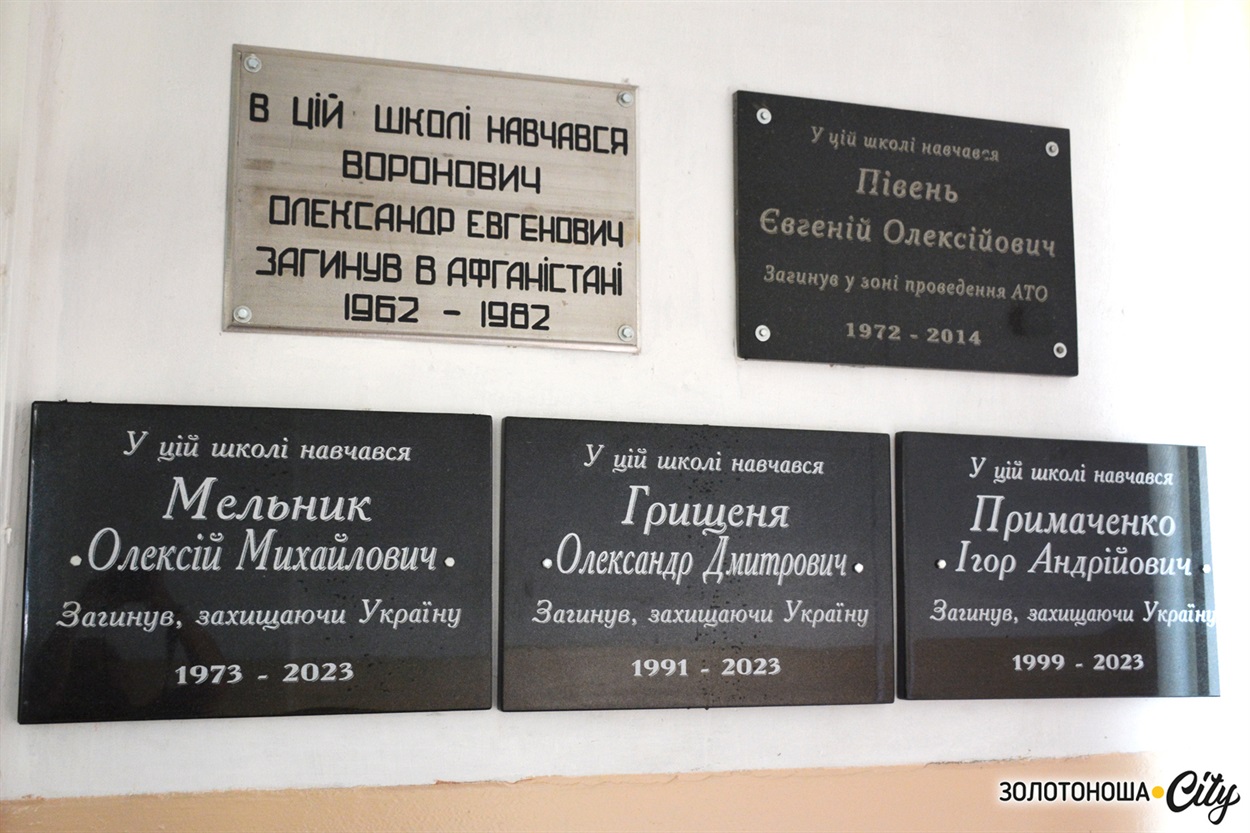 В ЦІЙ ШКОЛІ НАВЧАВСЯ
ВОРОНОВИЧ
ОЛЕКСАНДР ЕВГЕНОВИЧ
ЗАГИНУВ В АФГАНІСТАНІ
1962 - 1982
У цій школі навчався
Півень
Євгеній Олексійович
Загинув у зоні проведення АТО
1972 - 2014
У цій школі навчався
Мельник
Олексій Михайлович
Загинув, захищаючи Україну
1973 - 2023
У цій школі навчався
Грищеня
Олександр Дмитрович
Загинув, захищаючи Україну
1991 - 2023
У цій школі навчався
Примаченко
Ігор Андрійович
Загинув, захищаючи Україну
1999 - 2023
ЗОЛОТОНОША•City